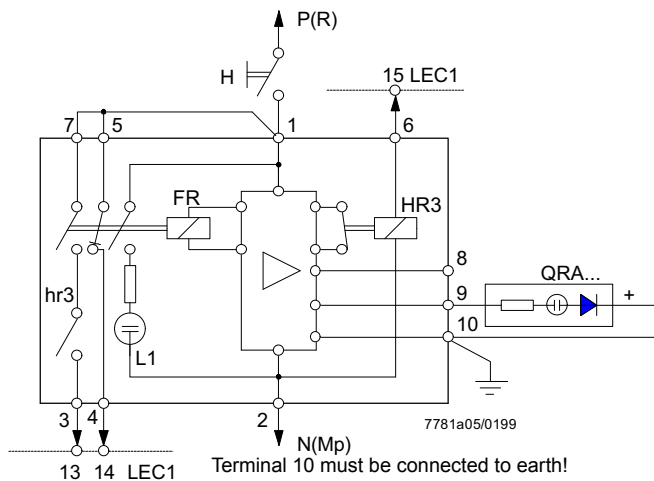 P(R)
H
15 LEC1
7
5
1
6
FR
HR3
8
QRA...
9
+
hr3
10
L1
3
4
2
7781a05/0199
N(Mp)
13 14 LEC1
Terminal 10 must be connected to earth!